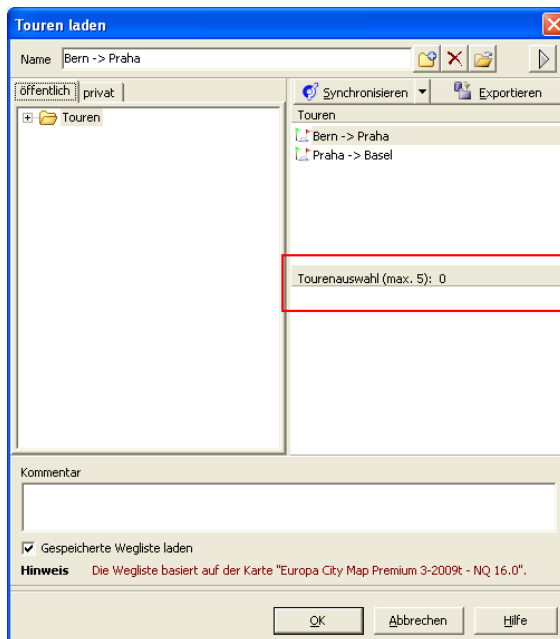 Touren laden
Name Bern -> Praha
öffentlich privat
Synchronisieren Exportieren
Touren
Touren
Bern -> Praha
Praha -> Basel
Tourenauswahl (max. 5): 0
Kommentar
Gespeicherte Wegliste laden
Hinweis Die Wegliste basiert auf der Karte "Europa City Map Premium 3-2009t - NQ 16.0".
OK Abbrechen Hilfe